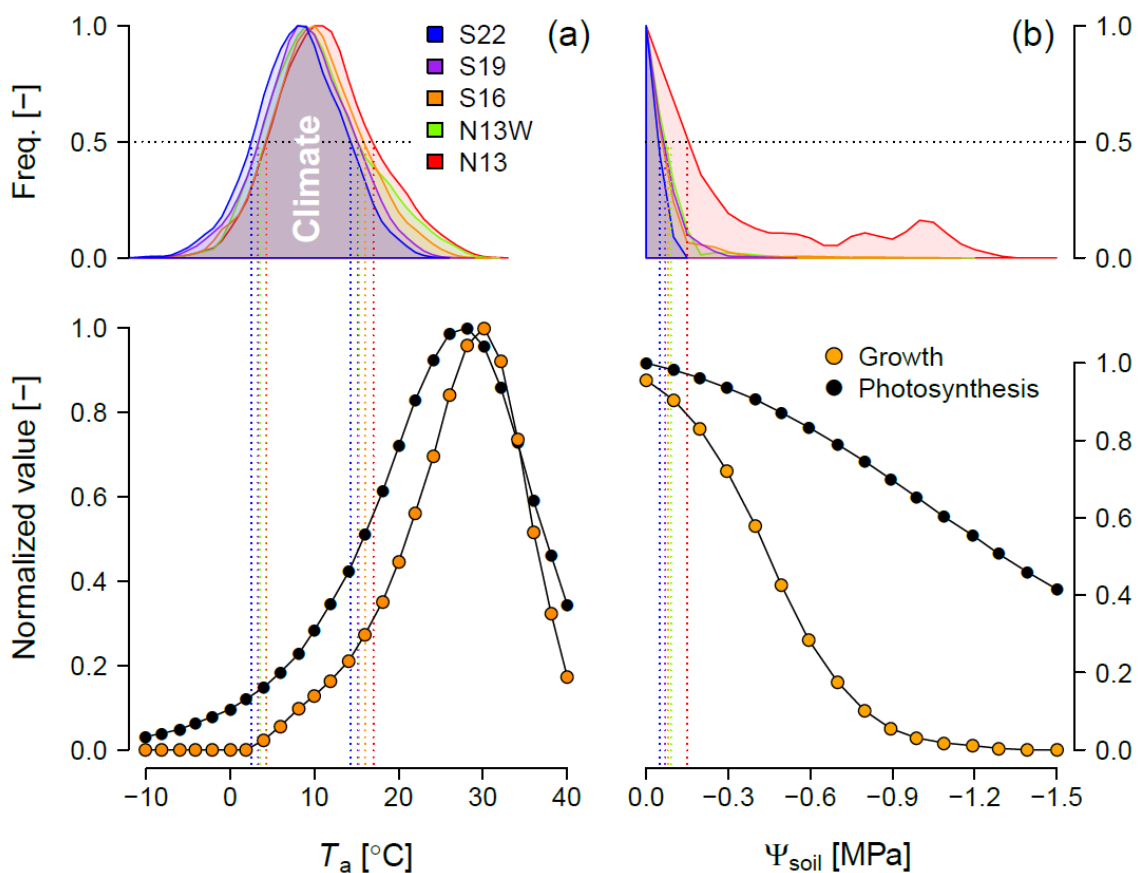 (a)
(b)
Freq. [−]
1.0
0.5
0.0
Climate
S22
S19
S16
N13W
N13
1.0
0.5
0.0
Normalized value [−]
1.0
0.8
0.6
0.4
0.2
0.0
−10
0
10
20
30
40
Ta [°C]
Growth
Photosynthesis
1.0
0.8
0.6
0.4
0.2
0.0
0.0
−0.3
−0.6
−0.9
−1.2
−1.5
Ψsoil [MPa]